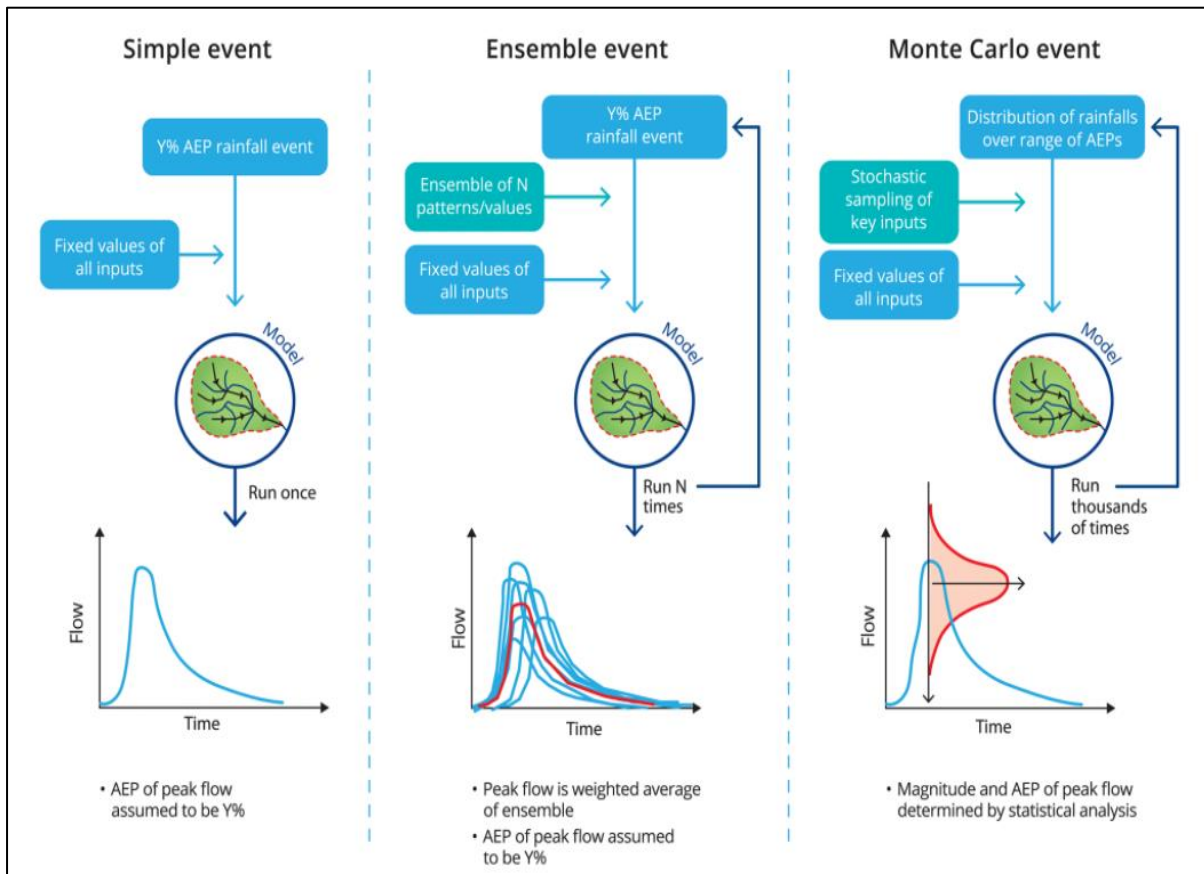 Simple event
Y% AEP rainfall event
Fixed values of
all inputs
Model
Run once
Flow
Time
• AEP of peak flow
assumed to be Y%
Ensemble event
Y% AEP
rainfall event
Ensemble of N
patterns/values
Fixed values of
all inputs
Model
Run N
times
Flow
Time
• Peak flow is weighted average
of ensemble
• AEP of peak flow assumed
to be Y%
Monte Carlo event
Distribution of rainfalls
over range of AEPs
Stochastic
sampling of
key inputs
Fixed values of
all inputs
Model
Run
thousands
of times
Flow
Time
• Magnitude and AEP of peak flow
determined by statistical analysis